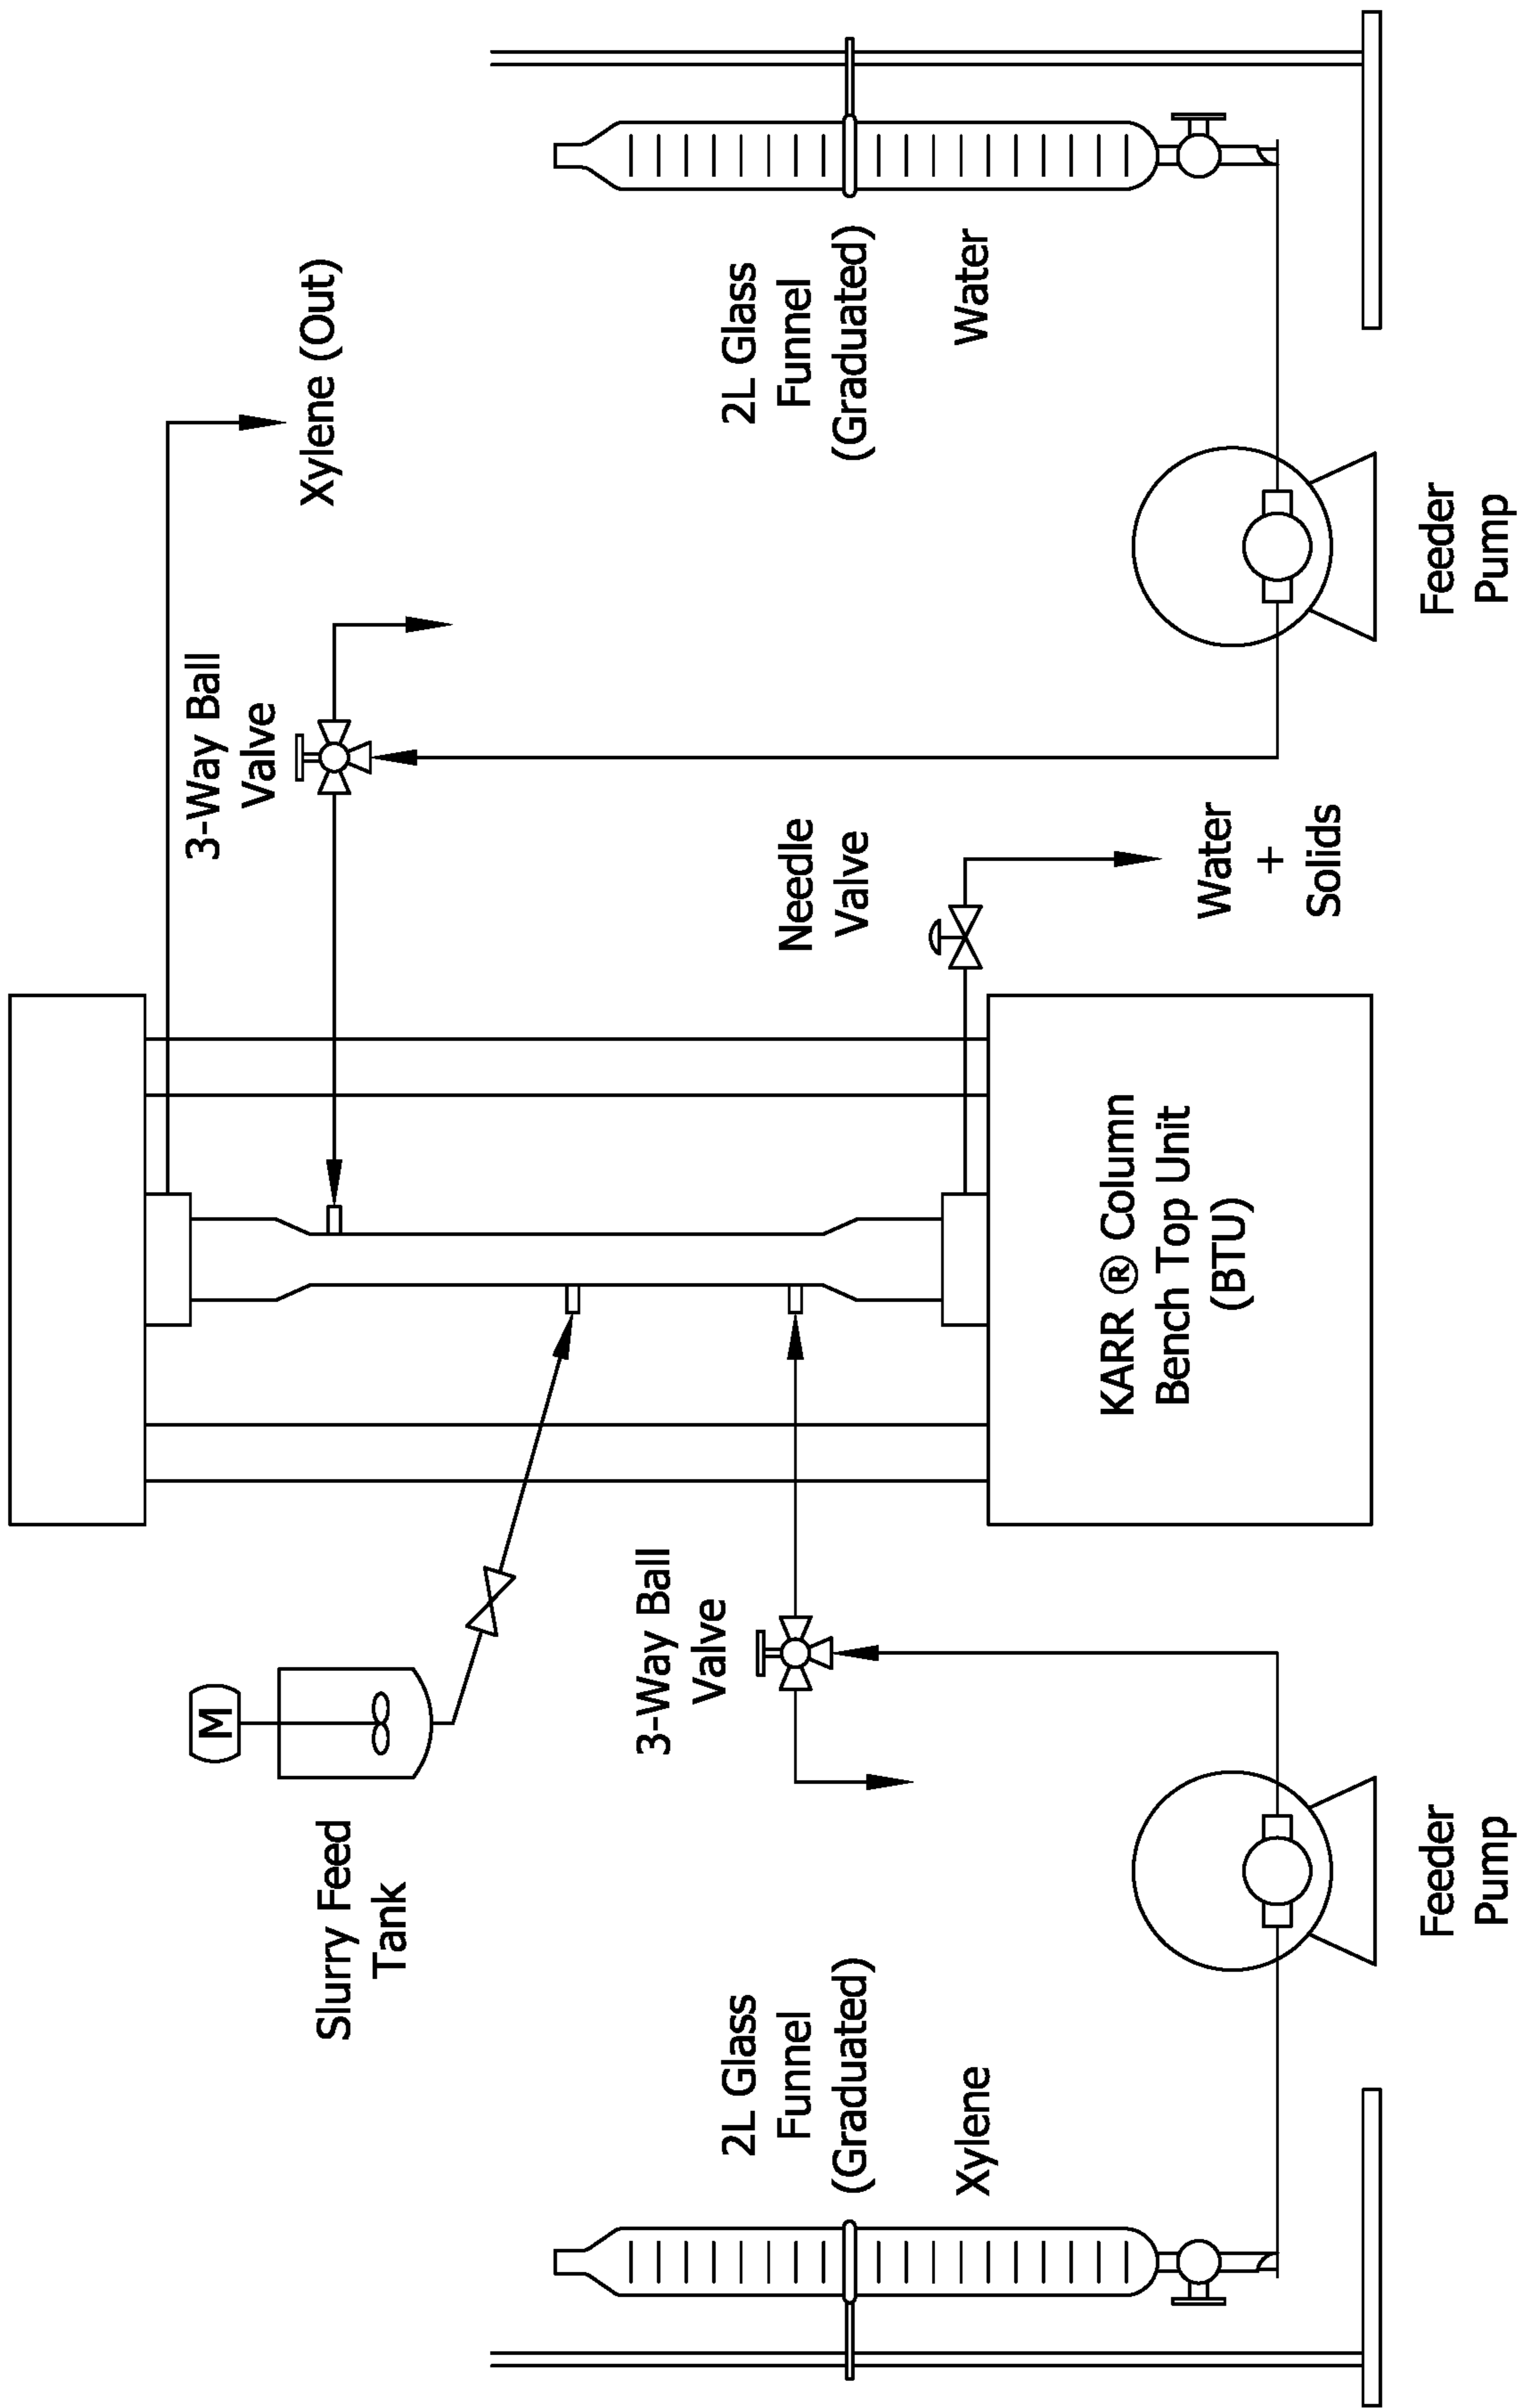 Xylene (Out)
3-Way Ball
Valve
M
Slurry Feed
Tank
3-Way Ball
Valve
2L Glass
Funnel
(Graduated)
Xylene
2L Glass
Funnel
(Graduated)
Water
Needle
Valve
KARR ® Column
Bench Top Unit
(BTU)
Water
+
Solids
Feeder
Pump
Feeder
Pump